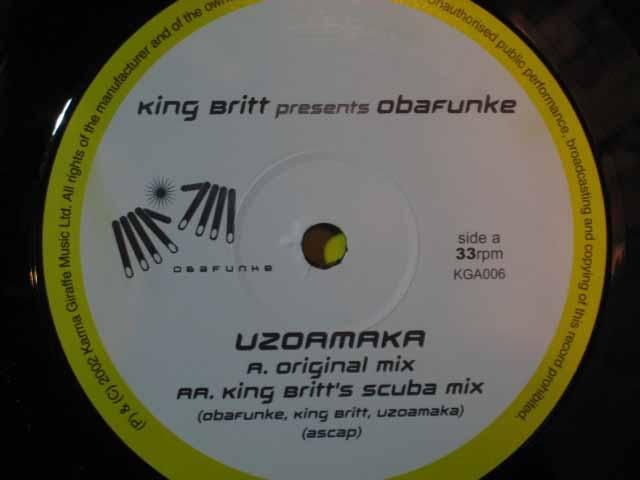 King Britt presents Obafunke
OBAFUNKE
side a
33rpm
KGA006
UZOAMAKA
A. Original mix
AA. King Britt's Scuba mix
(Obafunke, King Britt, Uzoamaka)
(ascap)
(P) & (C) 2002 Karma Giraffe Music Ltd. All rights of the manufacturer and of the owne
unauthorised public performance, broadcasting and copying of this record prohibited.